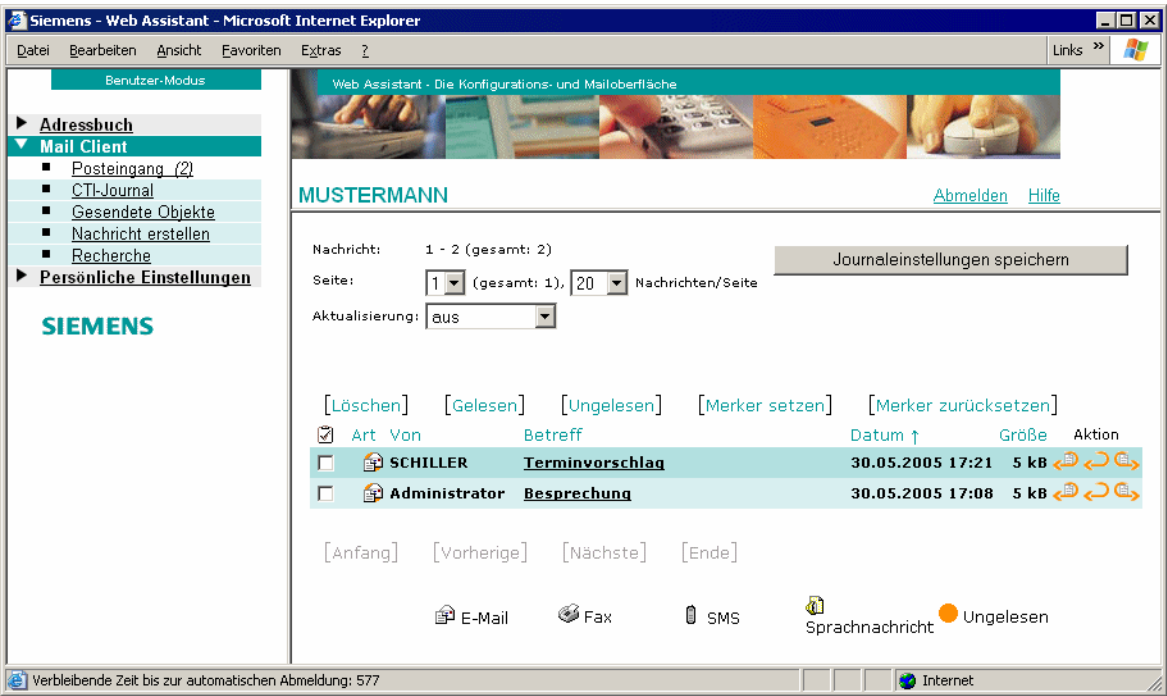 Siemens - Web Assistant - Microsoft Internet Explorer
Datei Bearbeiten Ansicht Favoriten Extras ? Links »
Benutzer-Modus
Web Assistant - Die Konfigurations- und Mailoberfläche
Adressbuch
Mail Client
Posteingang (2)
CTI-Journal
Gesendete Objekte
Nachricht erstellen
Recherche
Persönliche Einstellungen
SIEMENS
MUSTERMANN Abmelden Hilfe
Nachricht: 1 - 2 (gesamt: 2)
Journaleinstellungen speichern
Seite: 1 (gesamt: 1), 20 Nachrichten/Seite
Aktualisierung: aus
[Löschen] [Gelesen] [Ungelesen] [Merker setzen] [Merker zurücksetzen]
Art Von Betreff Datum ↑ Größe Aktion
SCHILLER Terminvorschlag 30.05.2005 17:21 5 kB
Administrator Besprechung 30.05.2005 17:08 5 kB
[Anfang] [Vorherige] [Nächste] [Ende]
E-Mail Fax SMS Sprachnachricht Ungelesen
Verbleibende Zeit bis zur automatischen Abmeldung: 577 Internet